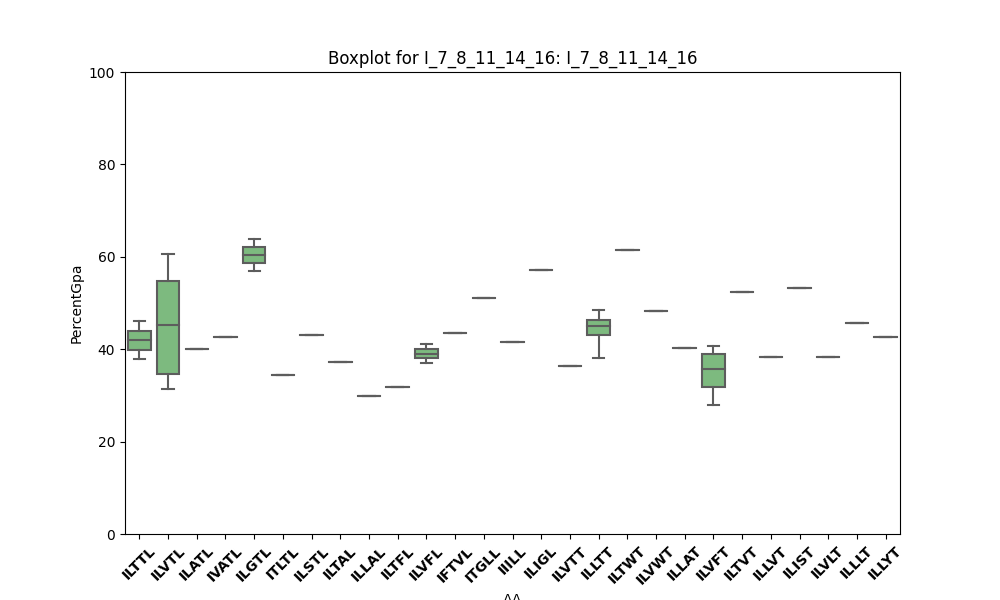 Boxplot for I_7_8_11_14_16: I_7_8_11_14_16
100
80
60
40
20
0
PercentGpa
ILTTL
ILVTL
ILATL
IVATL
ILGTL
ITLTL
ILSTL
ILTAL
ILLAL
ILTFL
ILVFL
IFTVL
ITGLL
IIILL
ILIGL
ILVTT
ILLTT
ILTWT
ILVWT
ILLAT
ILVFT
ILTVT
ILLVT
ILIST
ILVLT
ILLLT
ILLYT
AA